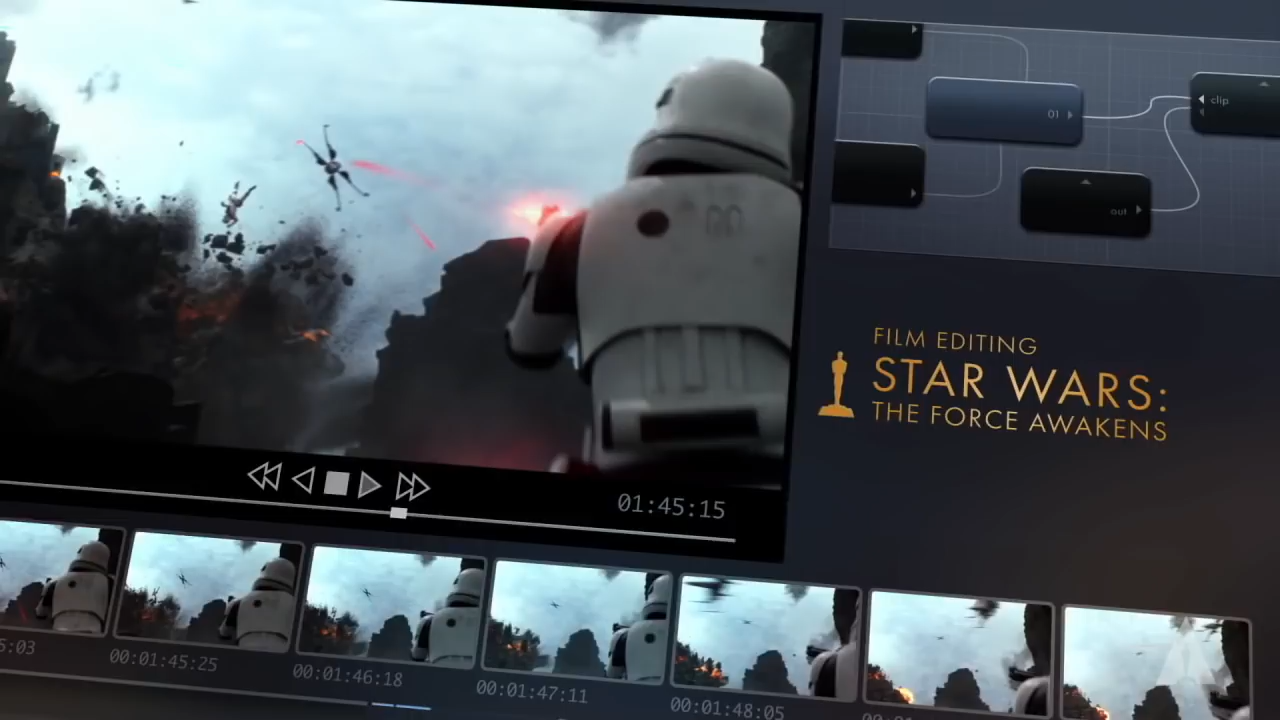 01
clip
out
FILM EDITING
STAR WARS:
THE FORCE AWAKENS
01:45:15
5:03
00:01:45:25
00:01:46:18
00:01:47:11
00:01:48:05